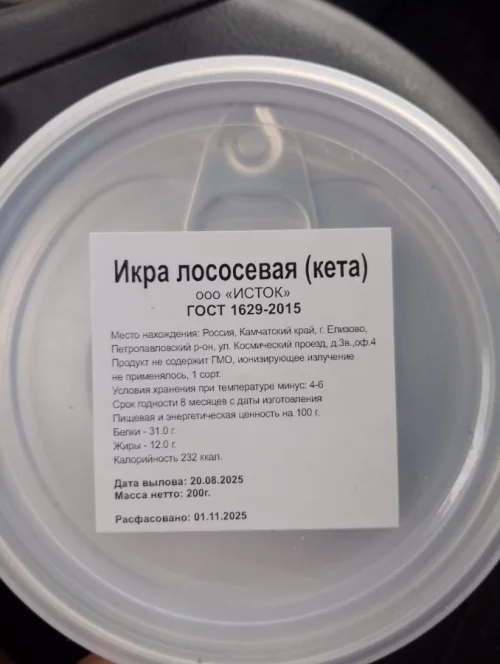 Икра лососевая (кета)
ооо «ИСТОК»
ГОСТ 1629-2015
Место нахождения: Россия, Камчатский край, г. Елизово,
Петропавловский р-он, ул. Космический проезд, д.3в.,оф.4
Продукт не содержит ГМО, ионизирующее излучение
не применялось, 1 сорт.
Условия хранения при температуре минус: 4-6
Срок годности 8 месяцев с даты изготовления
Пищевая и энергетическая ценность на 100 г.
Белки - 31.0 г.
Жиры - 12.0 г.
Калорийность 232 ккал.
Дата вылова: 20.08.2025
Масса нетто: 200г.
Расфасовано: 01.11.2025